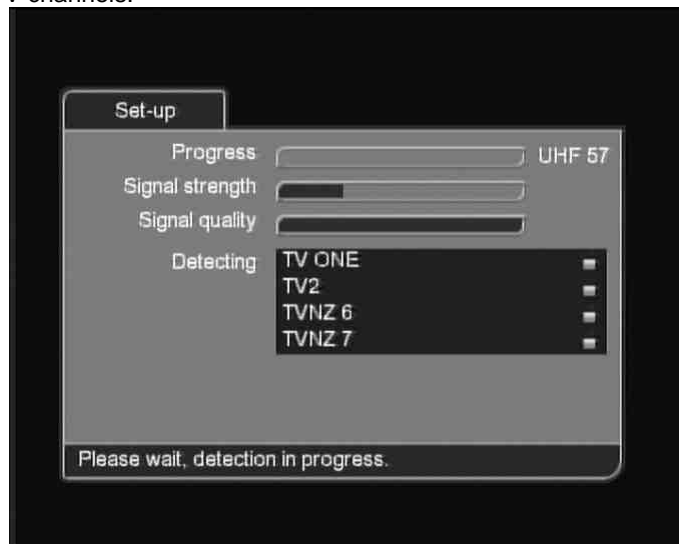 channels.
Set-up
Progress UHF 57
Signal strength
Signal quality
Detecting TV ONE
TV2
TVNZ 6
TVNZ 7
Please wait, detection in progress.